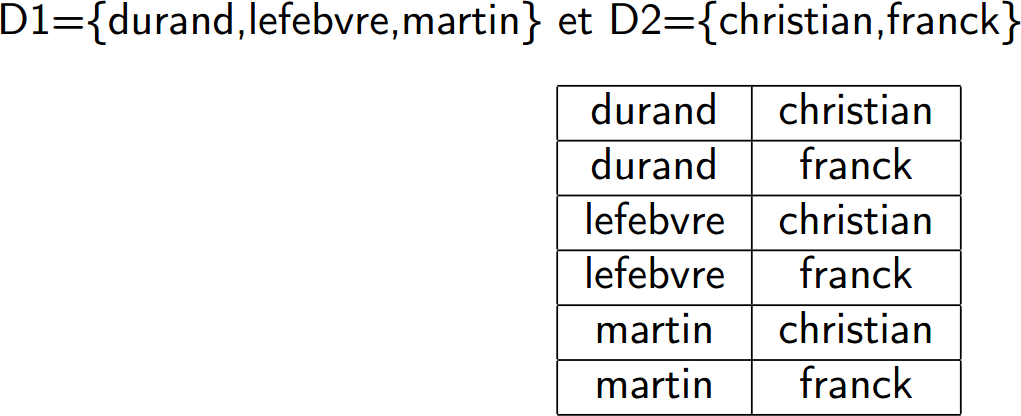 D1={durand,lefebvre,martin} et D2={christian,franck}
durand christian
durand franck
lefebvre christian
lefebvre franck
martin christian
martin franck